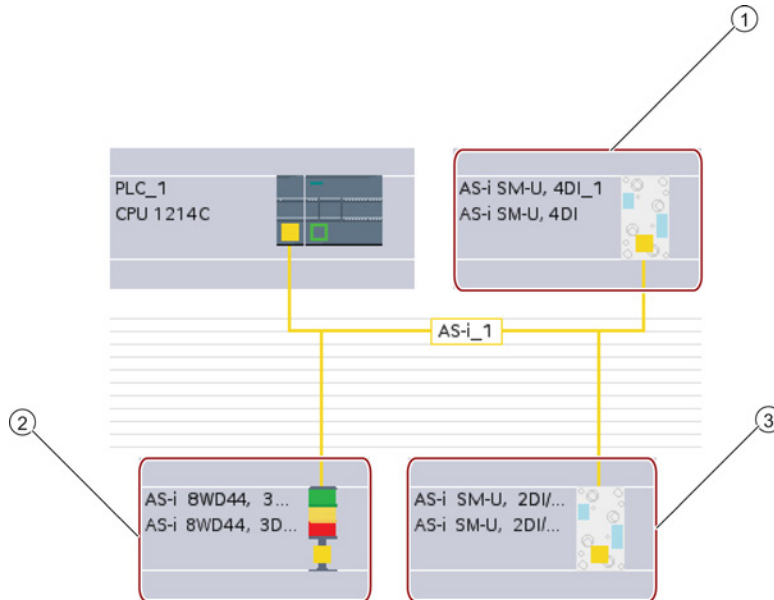 1
PLC_1
CPU 1214C
AS-i SM-U, 4DI_1
AS-i SM-U, 4DI
AS-i_1
2
3
AS-i 8WD44, 3...
AS-i 8WD44, 3D...
AS-i SM-U, 2DI/...
AS-i SM-U, 2DI/...